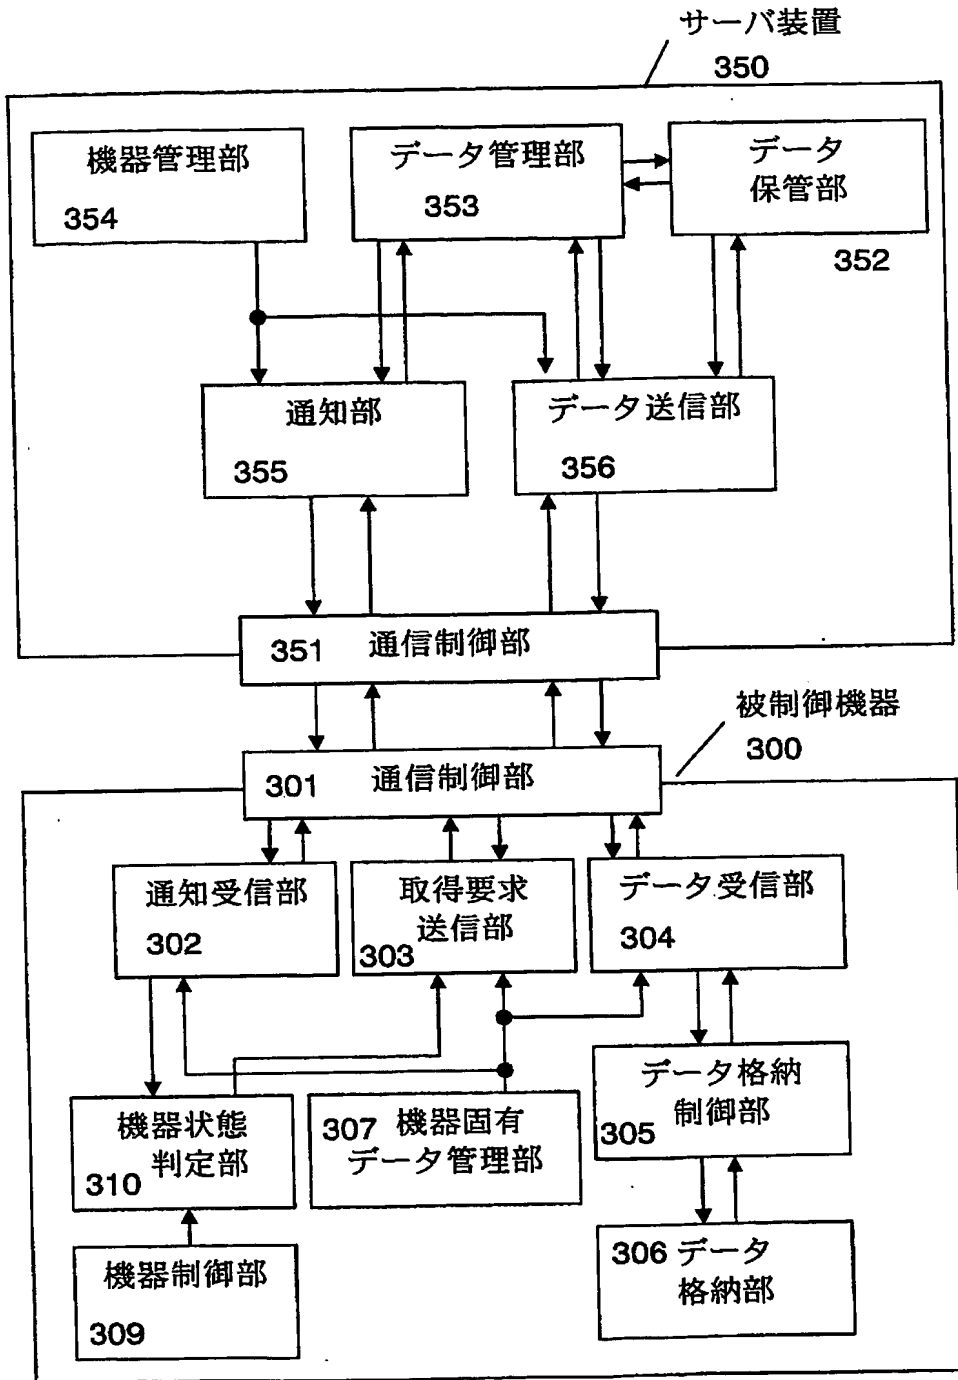 サーバ装置
350
機器管理部
354
データ管理部
353
データ
保管部
352
通知部
355
データ送信部
356
351 通信制御部
被制御機器
300
301 通信制御部
通知受信部
302
取得要求
送信部
303
データ受信部
304
機器状態
判定部
310
307 機器固有
データ管理部
データ格納
制御部
305
機器制御部
309
306 データ
格納部